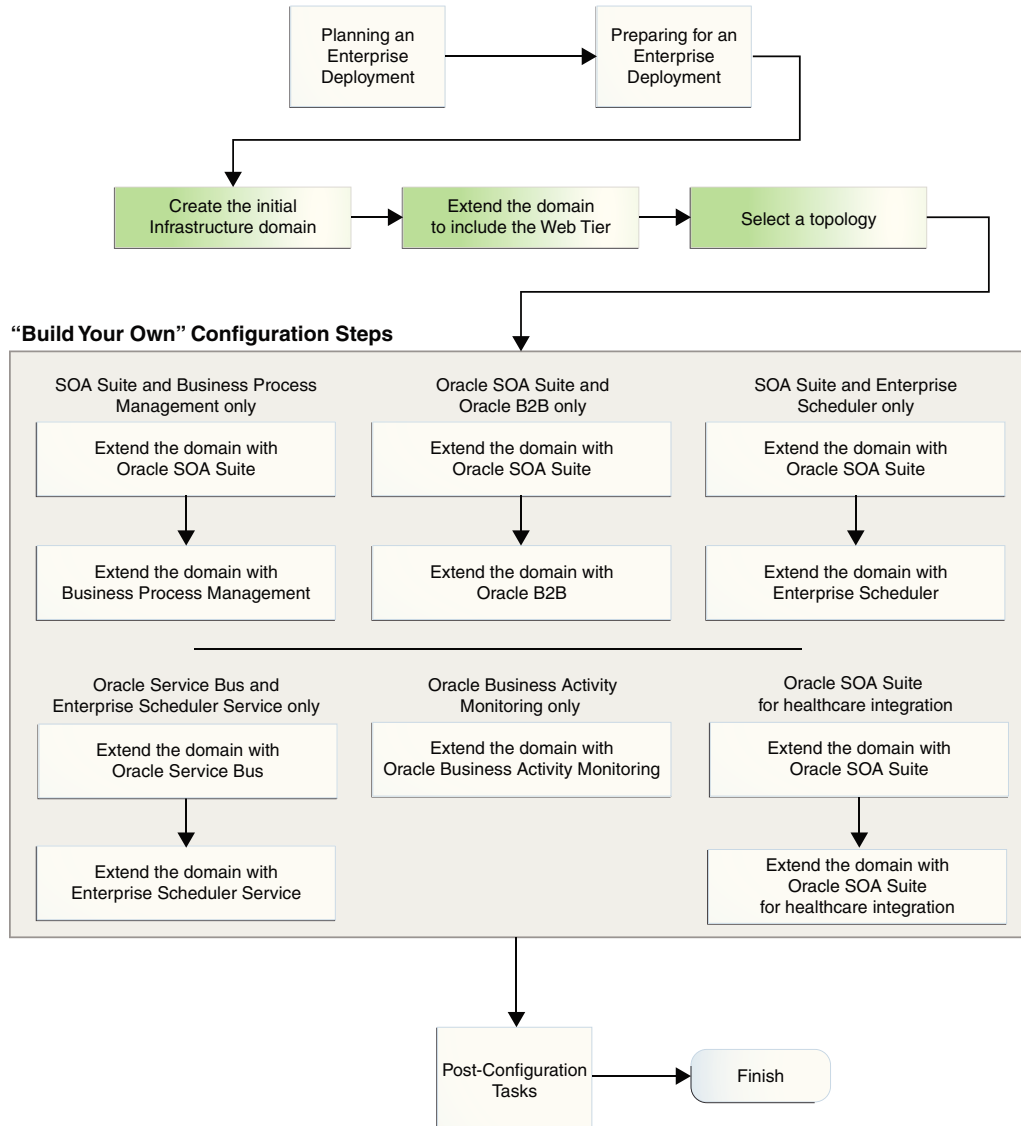 Planning an
Enterprise
Deployment
Preparing for an
Enterprise
Deployment
Create the initial
Infrastructure domain
Extend the domain
to include the Web Tier
Select a topology
“Build Your Own” Configuration Steps
SOA Suite and Business Process
Management only
Extend the domain with
Oracle SOA Suite
Extend the domain with
Business Process Management
Oracle SOA Suite and
Oracle B2B only
Extend the domain with
Oracle SOA Suite
Extend the domain with
Oracle B2B
SOA Suite and Enterprise
Scheduler only
Extend the domain with
Oracle SOA Suite
Extend the domain with
Enterprise Scheduler
Oracle Service Bus and
Enterprise Scheduler Service only
Extend the domain with
Oracle Service Bus
Extend the domain with
Enterprise Scheduler Service
Oracle Business Activity
Monitoring only
Extend the domain with
Oracle Business Activity Monitoring
Oracle SOA Suite
for healthcare integration
Extend the domain with
Oracle SOA Suite
Extend the domain with
Oracle SOA Suite
for healthcare integration
Post-Configuration
Tasks
Finish